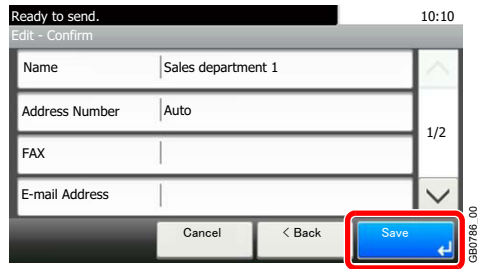 Ready to send. 10:10
Edit - Confirm
Name Sales department 1
Address Number Auto
1/2
FAX
E-mail Address
Cancel < Back Save
GB0786_00